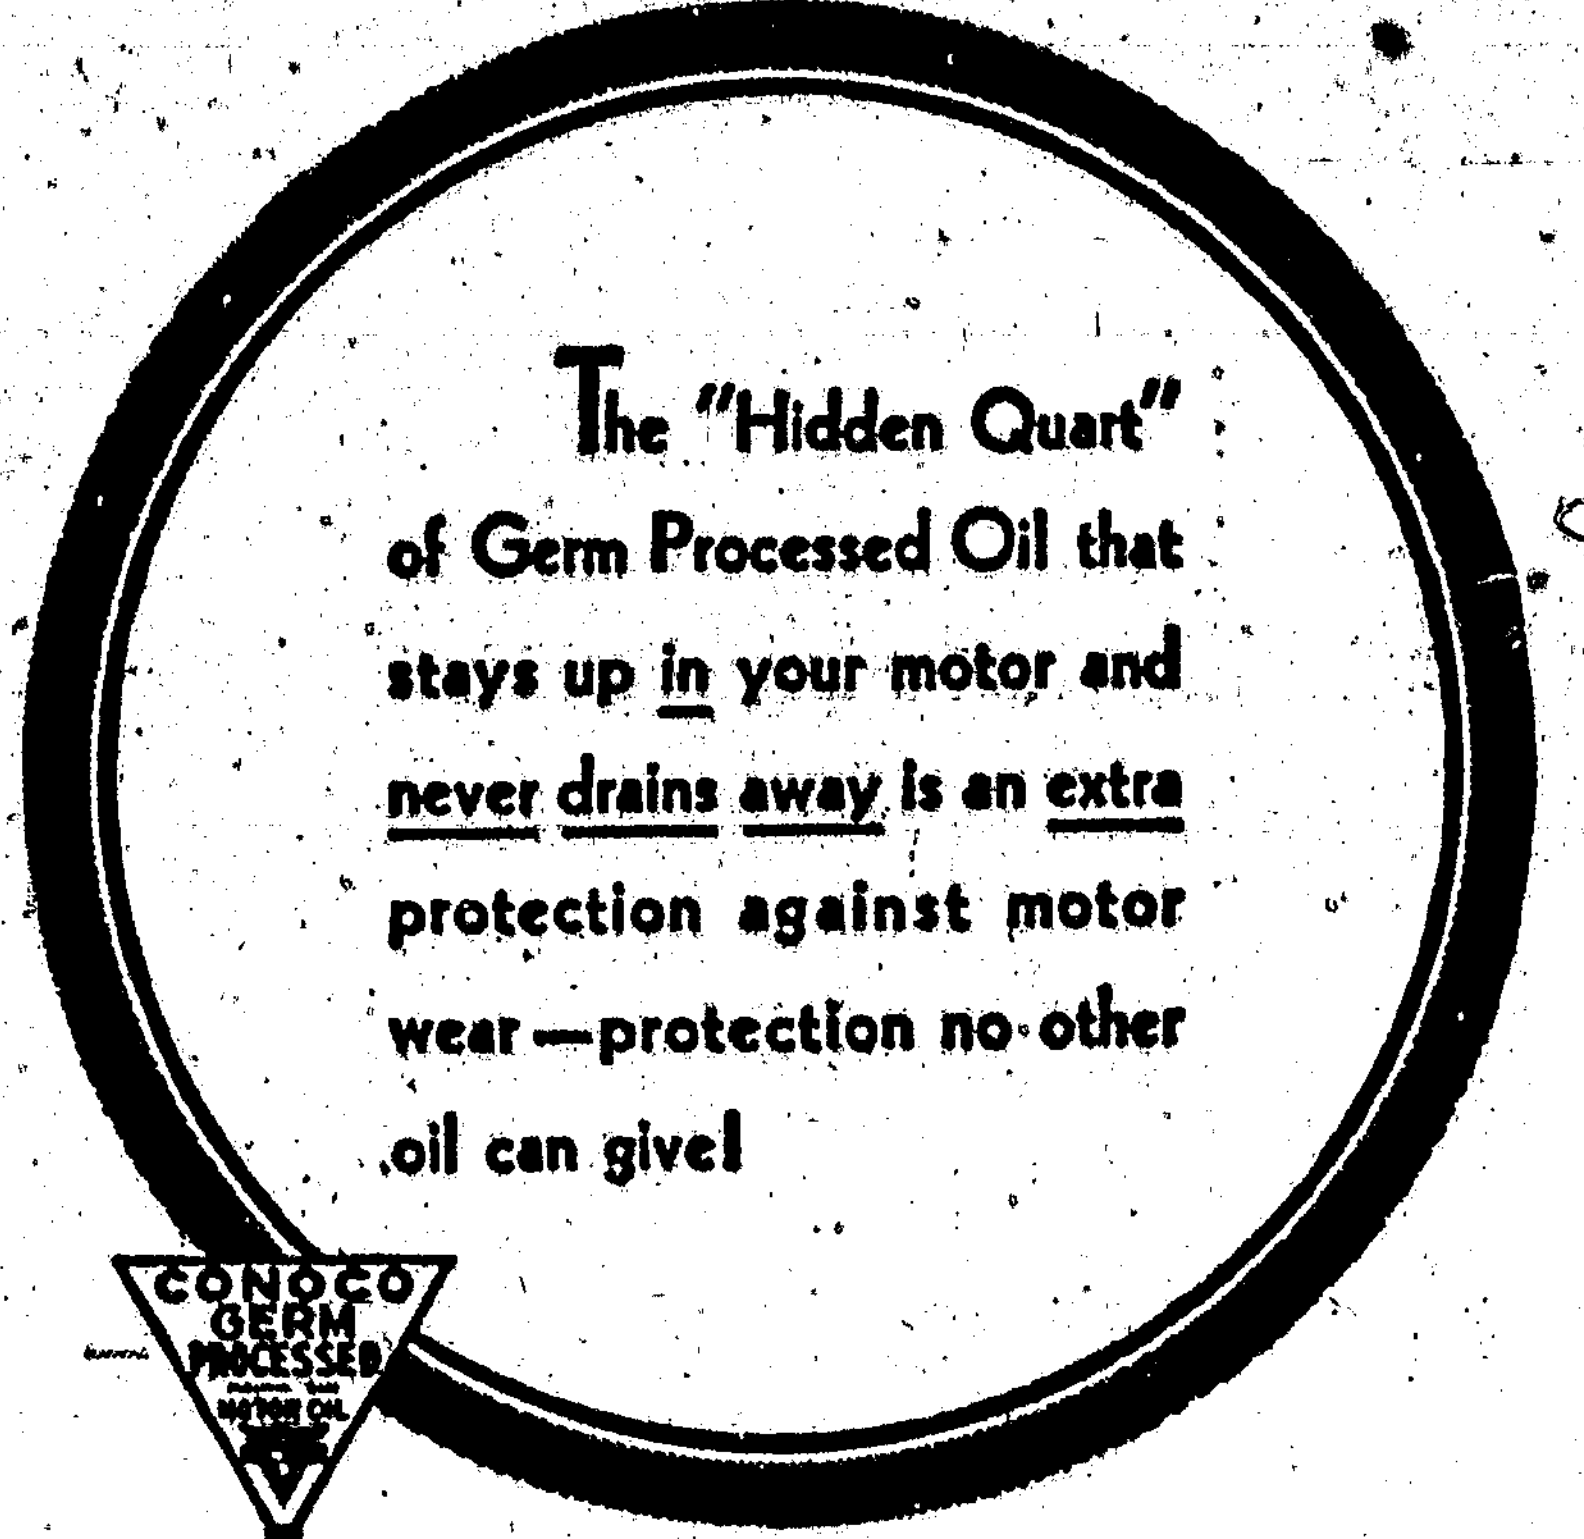 The "Hidden Quart"
of Germ Processed Oil that
stays up in your motor and
never drains away is an extra
protection against motor
wear—protection no other
oil can give!
CONOCO
GERM
PROCESSED
MOTOR OIL